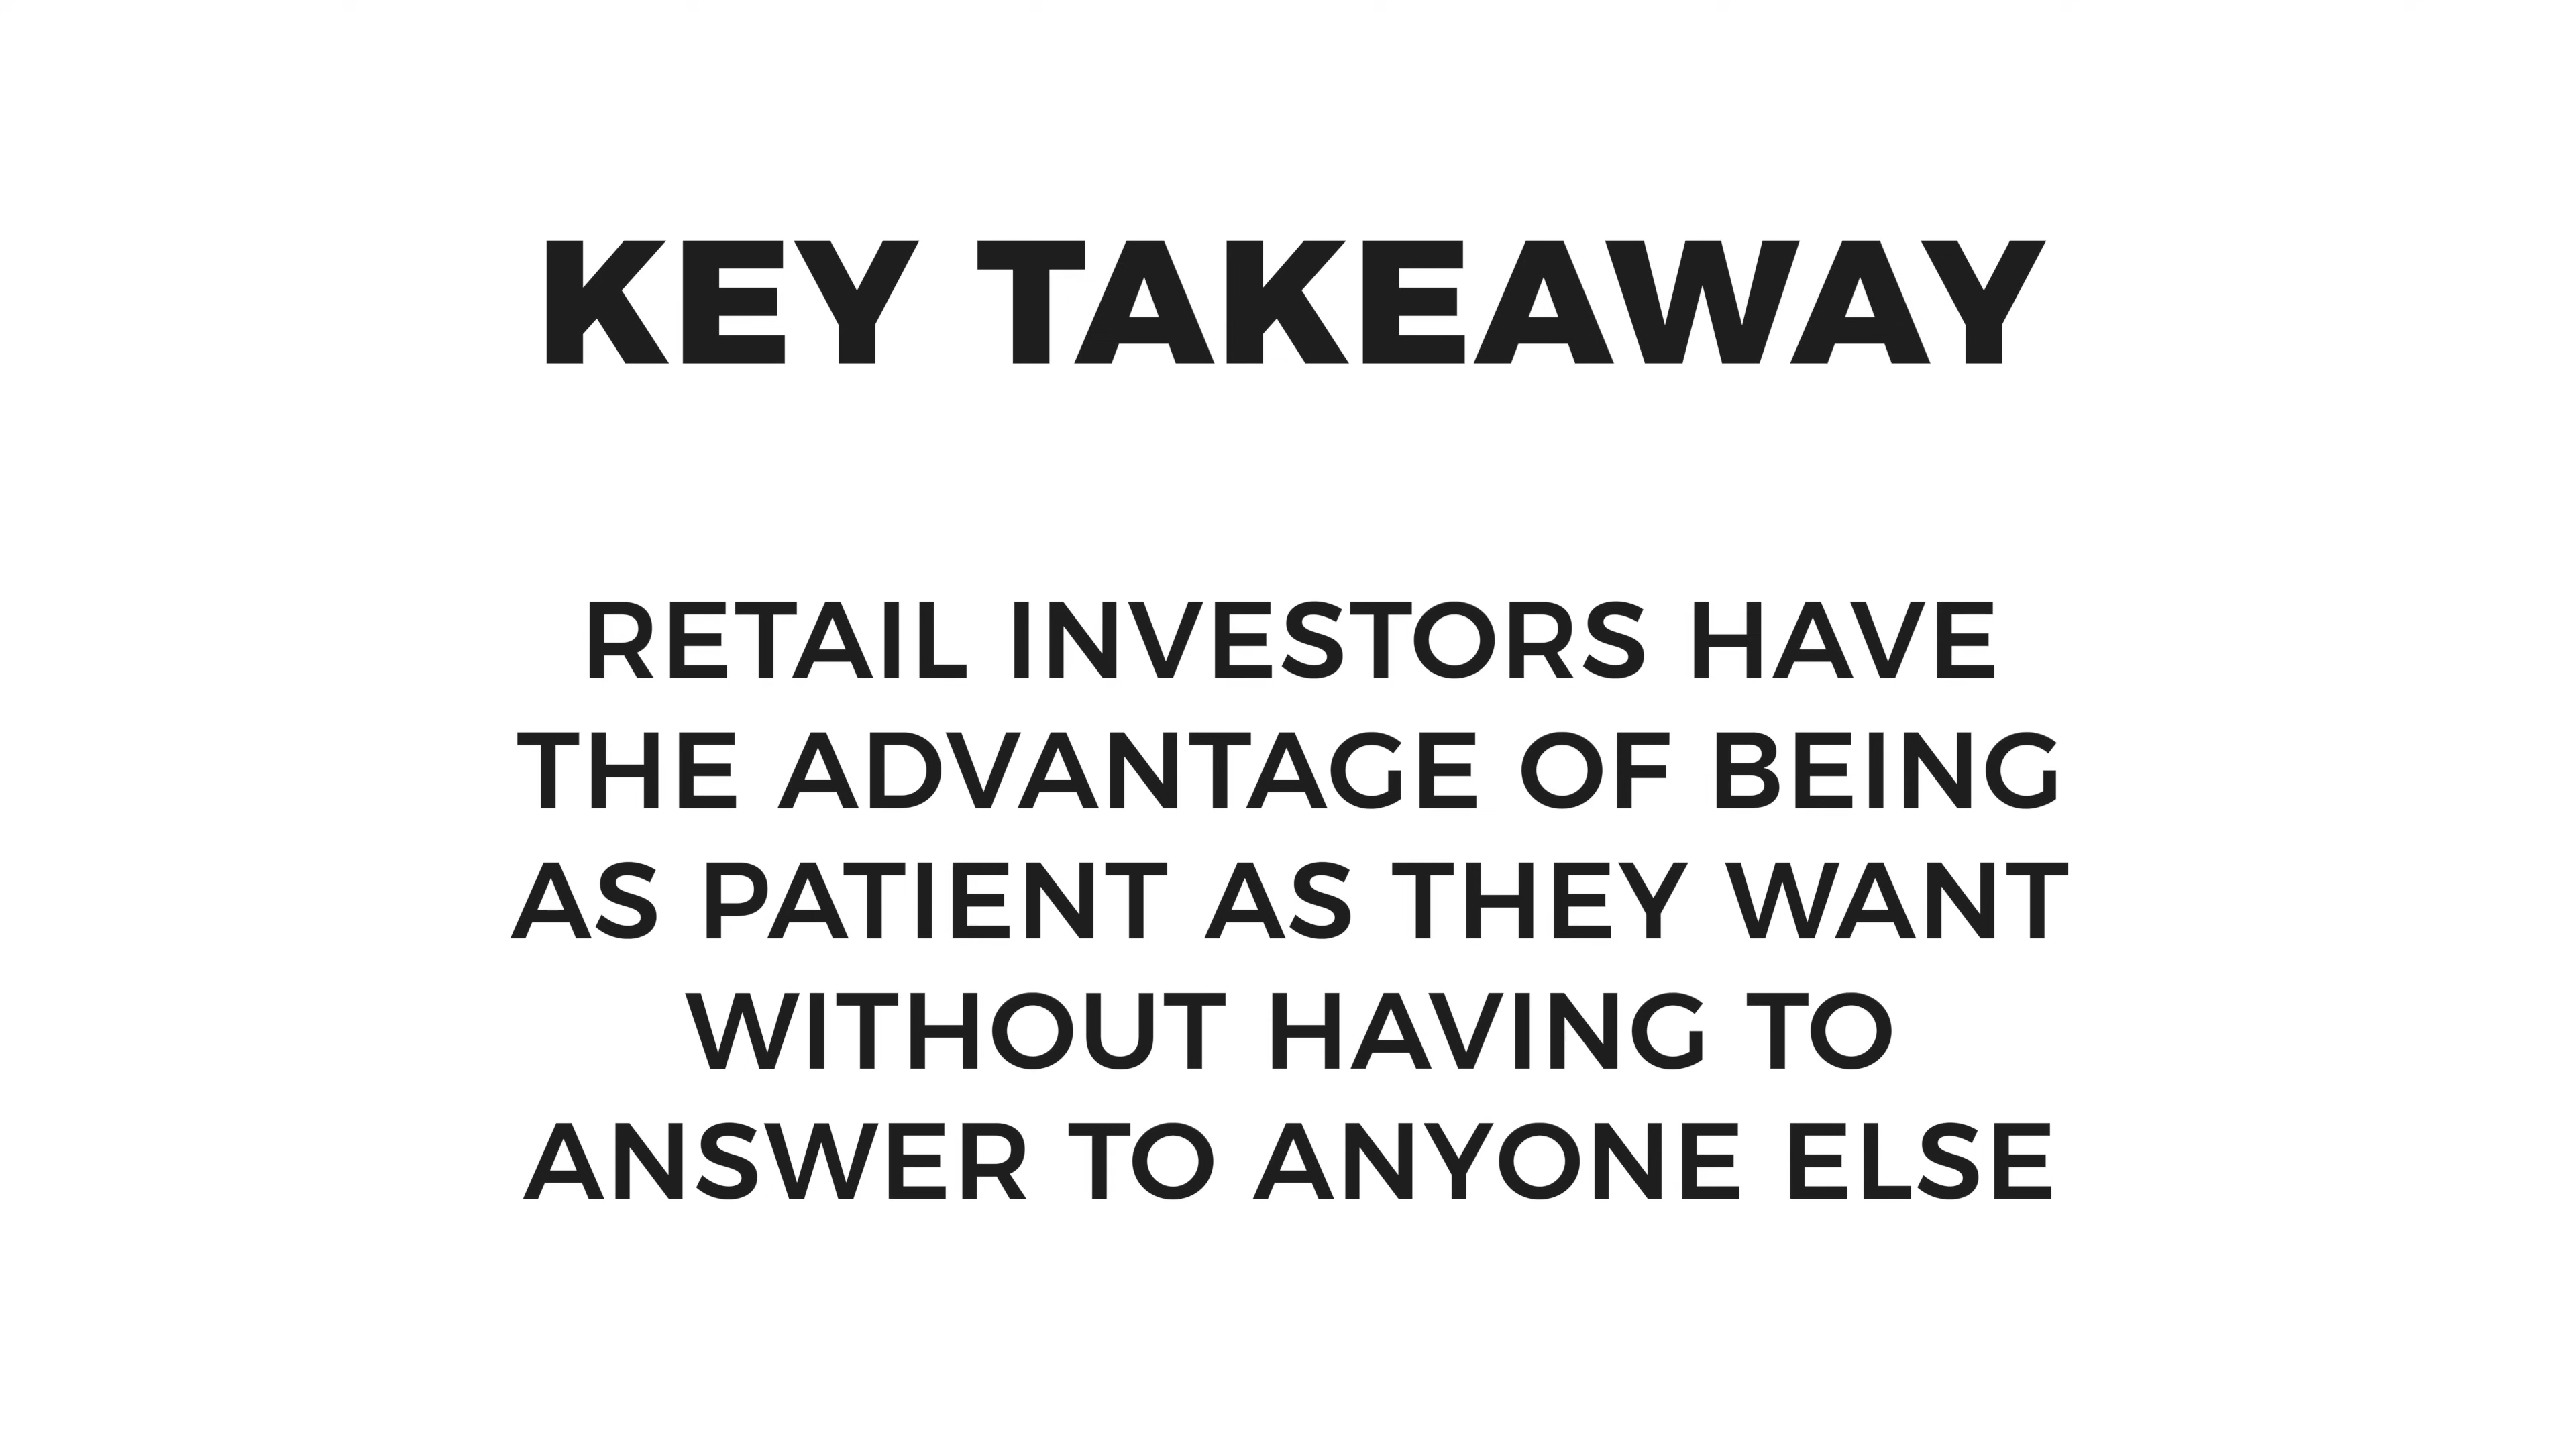 KEY TAKEAWAY
RETAIL INVESTORS HAVE
THE ADVANTAGE OF BEING
AS PATIENT AS THEY WANT
WITHOUT HAVING TO
ANSWER TO ANYONE ELSE